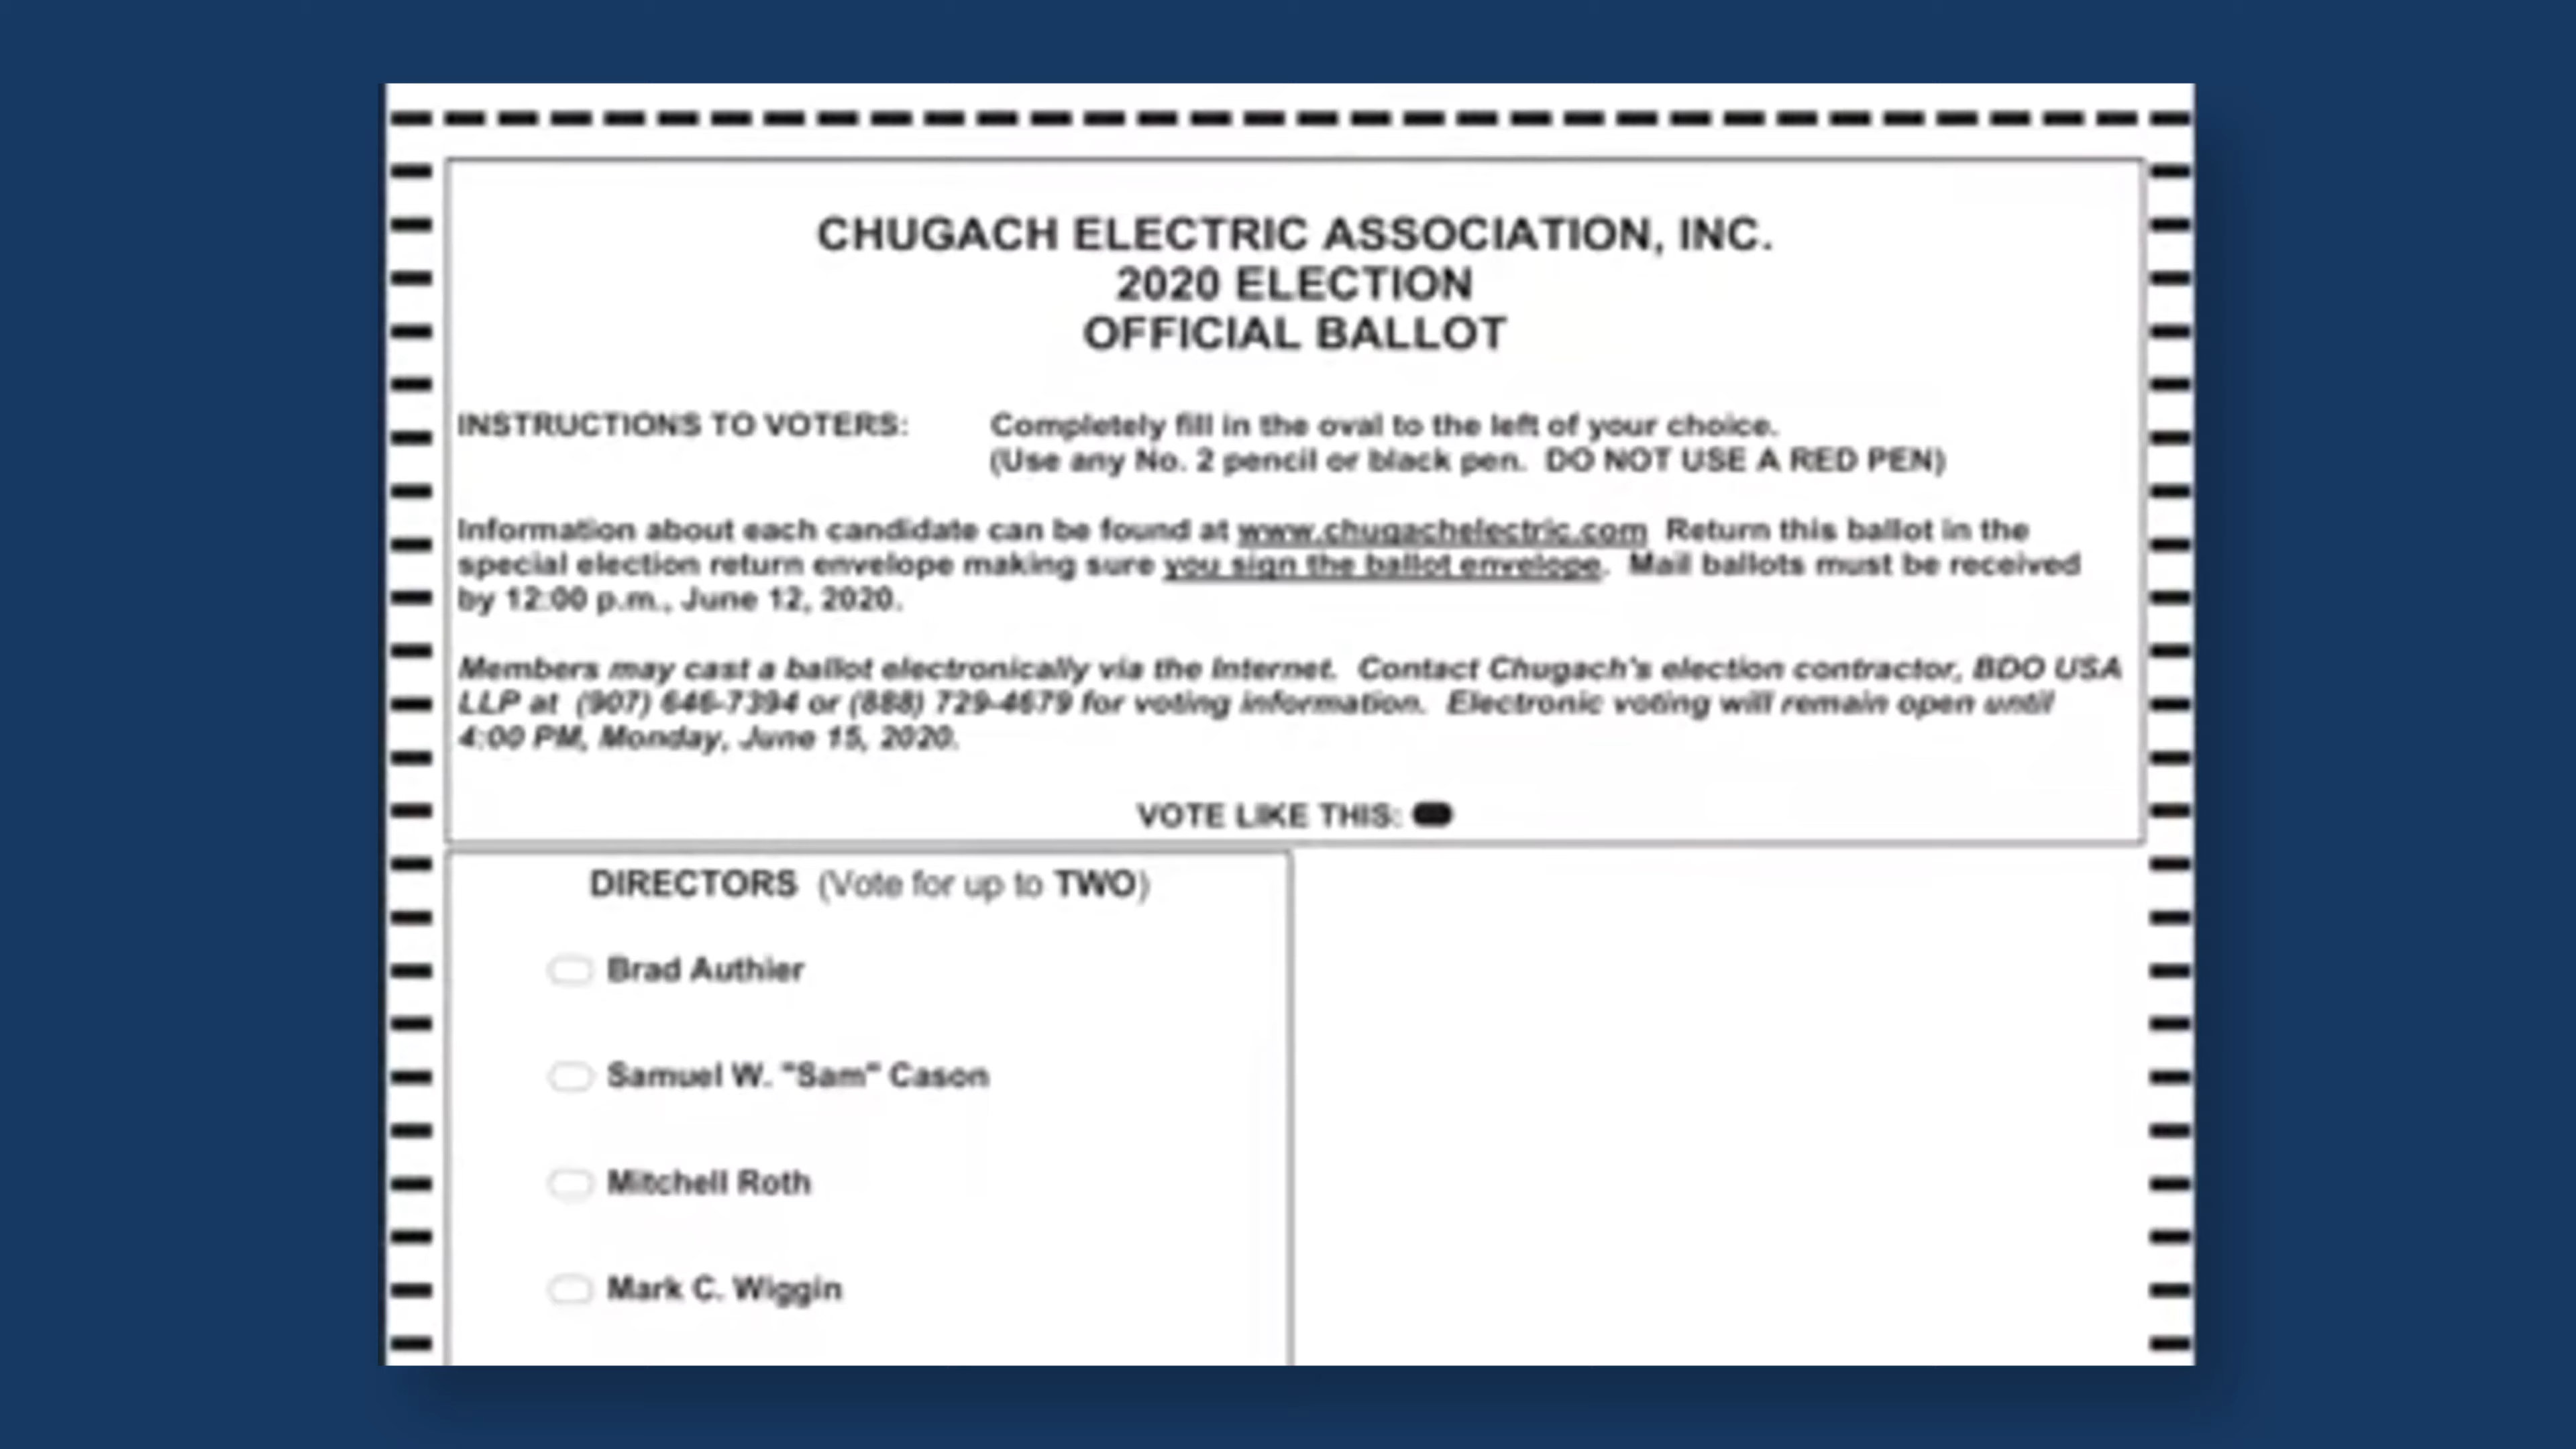 CHUGACH ELECTRIC ASSOCIATION, INC.
2020 ELECTION
OFFICIAL BALLOT
INSTRUCTIONS TO VOTERS: Completely fill in the oval to the left of your choice.
(Use any No. 2 pencil or black pen. DO NOT USE A RED PEN)
Information about each candidate can be found at www.chugachelectric.com Return this ballot in the
special election return envelope making sure you sign the ballot envelope. Mail ballots must be received
by 12:00 p.m., June 12, 2020.
Members may cast a ballot electronically via the Internet. Contact Chugach's election contractor, BDO USA
LLP at (907) 646-7394 or (888) 729-4679 for voting information. Electronic voting will remain open until
4:00 PM, Monday, June 15, 2020.
VOTE LIKE THIS:
DIRECTORS (Vote for up to TWO)
Brad Authier
Samuel W. "Sam" Cason
Mitchell Roth
Mark C. Wiggin